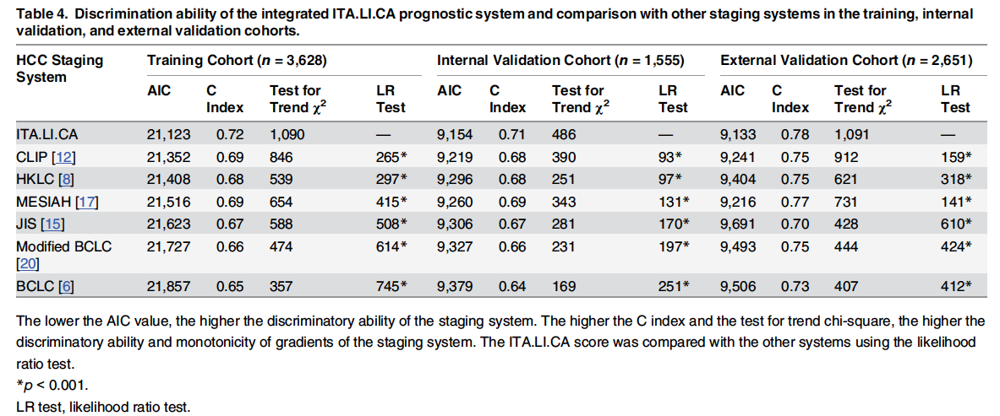 Table 4. Discrimination ability of the integrated ITA.LI.CA prognostic system and comparison with other staging systems in the training, internal
validation, and external validation cohorts.
HCC Staging System Training Cohort (n = 3,628) Internal Validation Cohort (n = 1,555) External Validation Cohort (n = 2,651)
AIC C Index Test for Trend χ² LR Test AIC C Index Test for Trend χ² LR Test AIC C Index Test for Trend χ² LR Test
ITA.LI.CA 21,123 0.72 1,090 — 9,154 0.71 486 — 9,133 0.78 1,091 —
CLIP [12] 21,352 0.69 846 265* 9,219 0.68 390 93* 9,241 0.75 912 159*
HKLC [8] 21,408 0.68 539 297* 9,296 0.68 251 97* 9,404 0.75 621 318*
MESIAH [17] 21,516 0.69 654 415* 9,260 0.69 343 131* 9,216 0.77 731 141*
JIS [15] 21,623 0.67 588 508* 9,306 0.67 281 170* 9,691 0.70 428 610*
Modified BCLC [20] 21,727 0.66 474 614* 9,327 0.66 231 197* 9,493 0.75 444 424*
BCLC [6] 21,857 0.65 357 745* 9,379 0.64 169 251* 9,506 0.73 407 412*
The lower the AIC value, the higher the discriminatory ability of the staging system. The higher the C index and the test for trend chi-square, the higher the
discriminatory ability and monotonicity of gradients of the staging system. The ITA.LI.CA score was compared with the other systems using the likelihood
ratio test.
*p < 0.001.
LR test, likelihood ratio test.